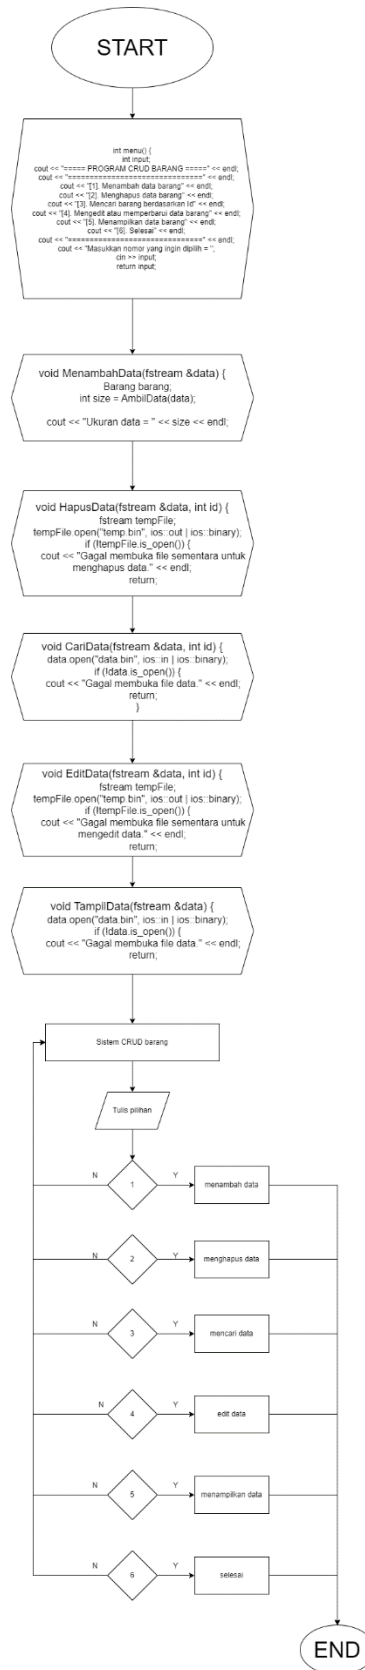 START
int menu() {
int input;
cout << "===== PROGRAM CRUD BARANG =====" << endl;
cout << "==============================" << endl;
cout << "[1]. Menambah data barang" << endl;
cout << "[2]. Menghapus data barang" << endl;
cout << "[3]. Mencari barang berdasarkan Id" << endl;
cout << "[4]. Mengedit atau memperbarui data barang" << endl;
cout << "[5]. Menampilkan data barang" << endl;
cout << "[6]. Selesai" << endl;
cout << "==============================" << endl;
cout << "Masukkan nomor yang ingin dipilih = ";
cin >> input;
return input;
void MenambahData(fstream &data) {
Barang barang;
int size = AmbilData(data);
cout << "Ukuran data = " << size << endl;
void HapusData(fstream &data, int id) {
fstream tempFile;
tempFile.open("temp.bin", ios::out | ios::binary);
if (!tempFile.is_open()) {
cout << "Gagal membuka file sementara untuk
menghapus data." << endl;
return;
void CariData(fstream &data, int id) {
data.open("data.bin", ios::in | ios::binary);
if (!data.is_open()) {
cout << "Gagal membuka file data." << endl;
return;
}
void EditData(fstream &data, int id) {
fstream tempFile;
tempFile.open("temp.bin", ios::out | ios::binary);
if (!tempFile.is_open()) {
cout << "Gagal membuka file sementara untuk
mengedit data." << endl;
return;
void TampilData(fstream &data) {
data.open("data.bin", ios::in | ios::binary);
if (!data.is_open()) {
cout << "Gagal membuka file data." << endl;
return;
Sistem CRUD barang
Tulis pilihan
N 1 Y menambah data
N 2 Y menghapus data
N 3 Y mencari data
N 4 Y edit data
N 5 Y menampilkan data
N 6 Y selesai
END